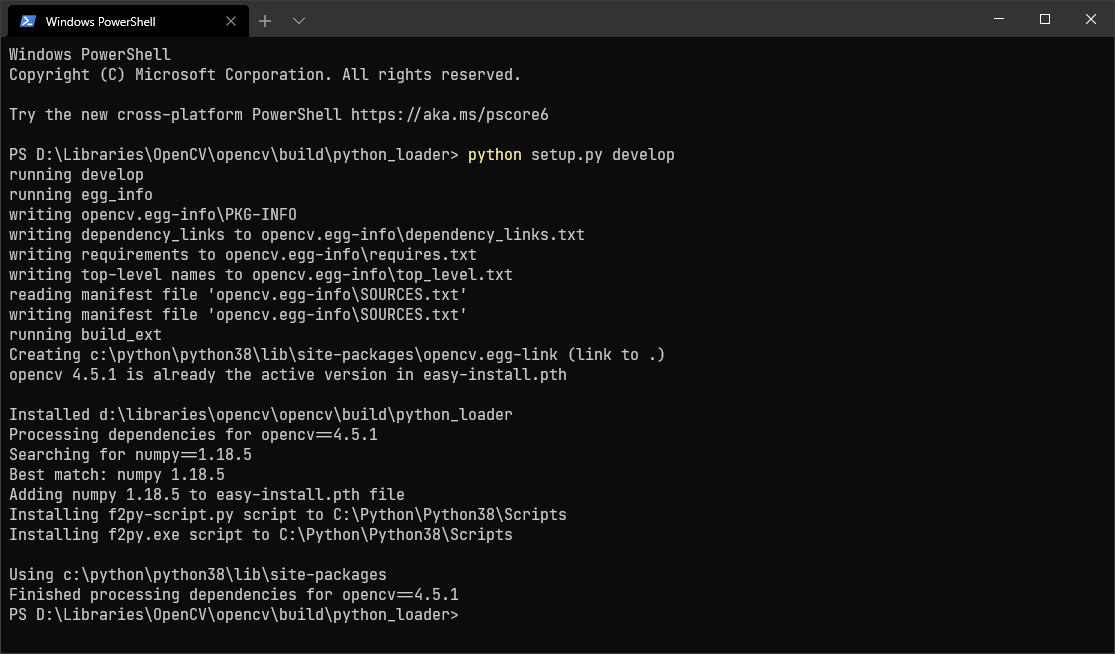 Windows PowerShell
Windows PowerShell
Copyright (C) Microsoft Corporation. All rights reserved.
Try the new cross-platform PowerShell https://aka.ms/pscore6
PS D:\Libraries\OpenCV\opencv\build\python_loader> python setup.py develop
running develop
running egg_info
writing opencv.egg-info\PKG-INFO
writing dependency_links to opencv.egg-info\dependency_links.txt
writing requirements to opencv.egg-info\requires.txt
writing top-level names to opencv.egg-info\top_level.txt
reading manifest file 'opencv.egg-info\SOURCES.txt'
writing manifest file 'opencv.egg-info\SOURCES.txt'
running build_ext
Creating c:\python\python38\lib\site-packages\opencv.egg-link (link to .)
opencv 4.5.1 is already the active version in easy-install.pth
Installed d:\libraries\opencv\opencv\build\python_loader
Processing dependencies for opencv==4.5.1
Searching for numpy==1.18.5
Best match: numpy 1.18.5
Adding numpy 1.18.5 to easy-install.pth file
Installing f2py-script.py script to C:\Python\Python38\Scripts
Installing f2py.exe script to C:\Python\Python38\Scripts
Using c:\python\python38\lib\site-packages
Finished processing dependencies for opencv==4.5.1
PS D:\Libraries\OpenCV\opencv\build\python_loader>